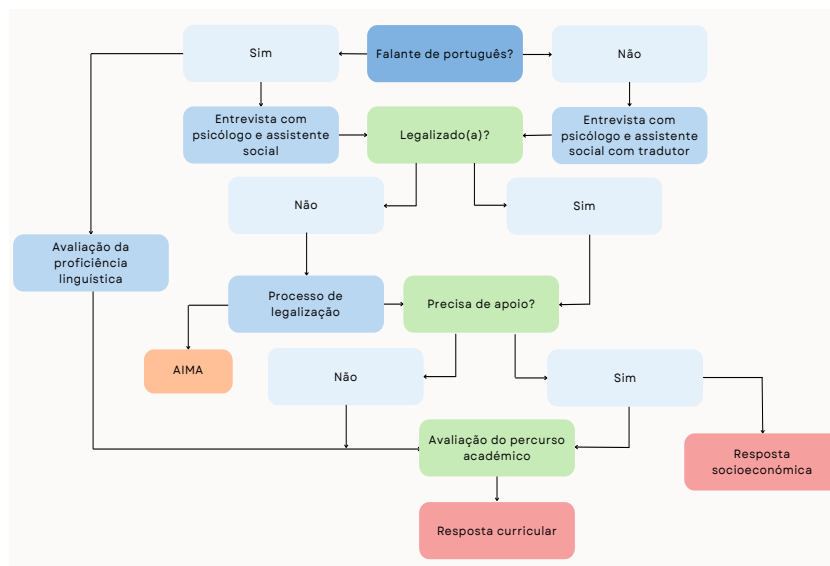 Sim
Falante de português?
Não
Entrevista com
psicólogo e assistente
social
Legalizado(a)?
Entrevista com
psicólogo e assistente
social com tradutor
Não
Sim
Avaliação da
proficiência
linguística
Processo de
legalização
Precisa de apoio?
AIMA
Não
Sim
Avaliação do percurso
académico
Resposta
socioeconómica
Resposta curricular